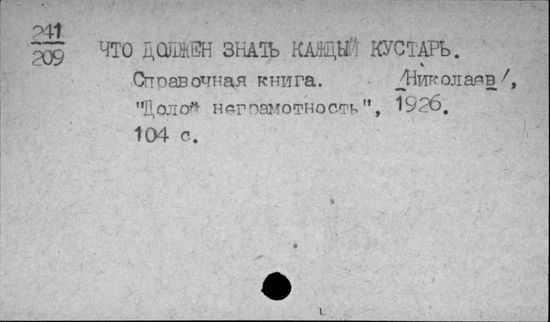 241
209
ЧТО ДОЛЖЕН ЗНАТЬ КАЖДЫЙ КУСТАРЬ.
Справочная книга. /Николаев/,
"Долой неграмотность", 1926.
104 с.